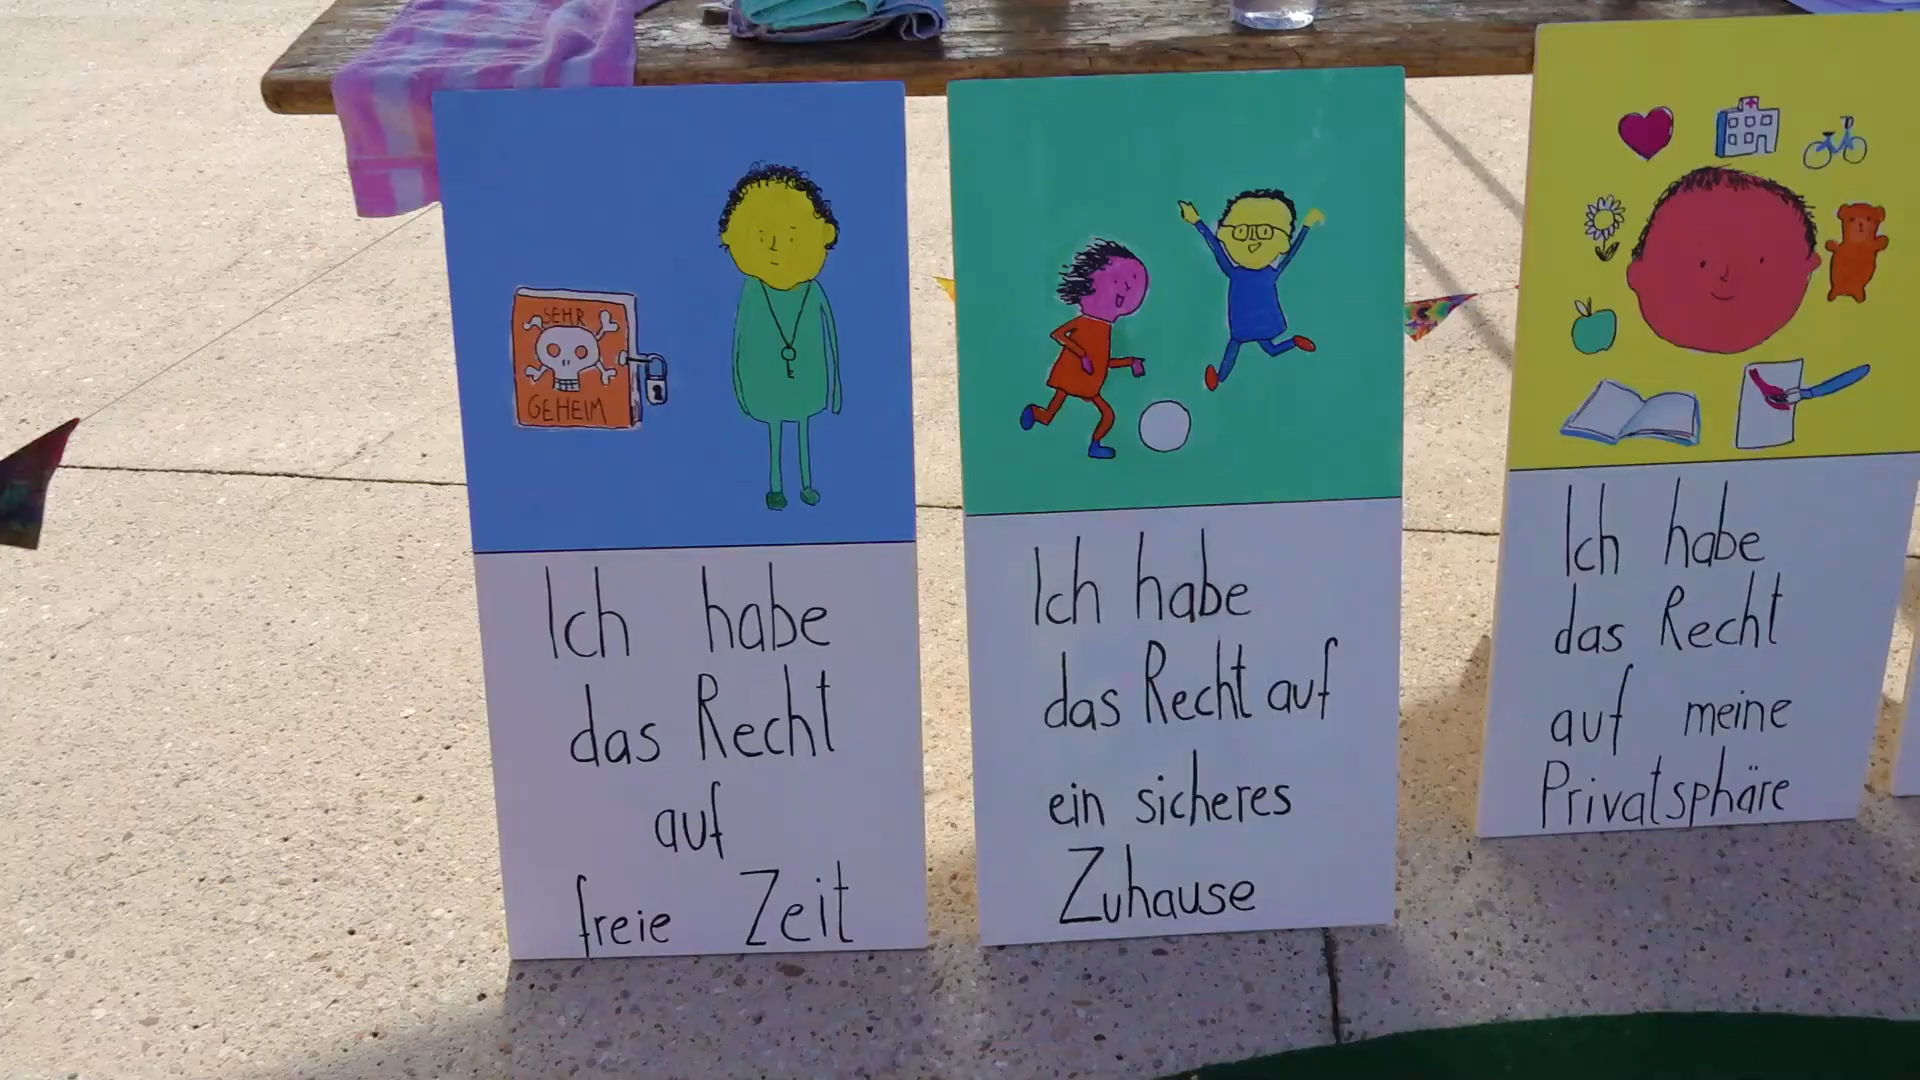 SEHR
GEHEIM
Ich habe
das Recht
auf
freie Zeit
Ich habe
das Recht auf
ein sicheres
Zuhause
Ich habe
das Recht
auf meine
Privatsphäre